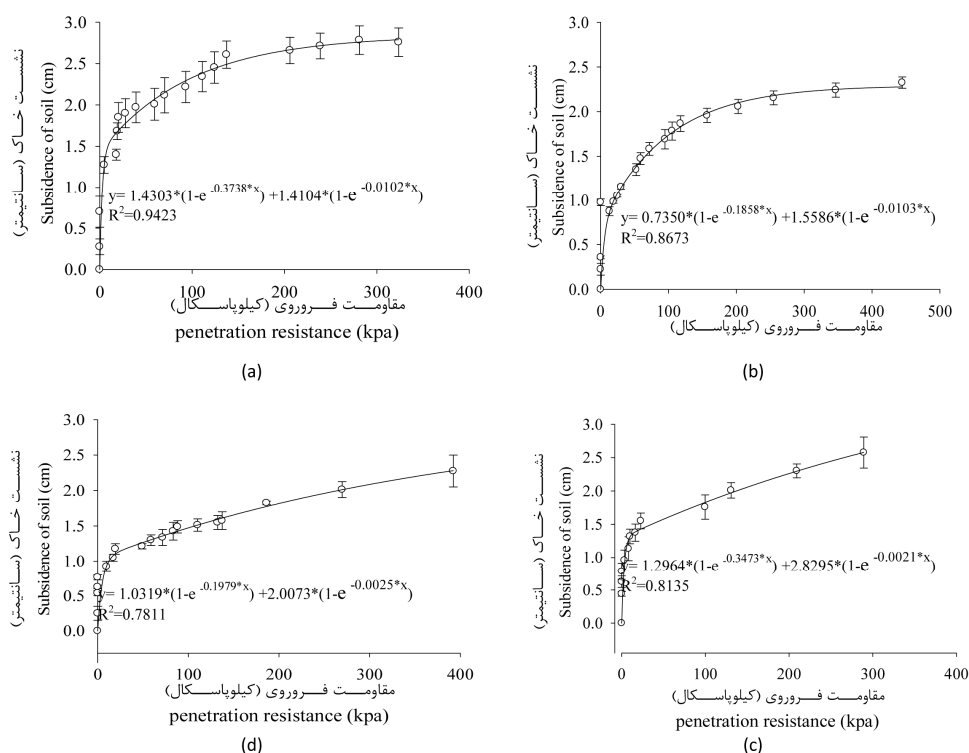 نشست خاک (سانتیمتر)
Subsidence of soil (cm)
3.0
2.5
2.0
1.5
1.0
0.5
0.0
y= 1.4303*(1-e -0.3738*x) +1.4104*(1-e -0.0102*x)
R2=0.9423
0 100 200 300 400
مقاومت فروروی (کیلوپاسکال)
penetration resistance (kpa)
(a)
نشست خاک (سانتیمتر)
Subsidence of soil (cm)
3.0
2.5
2.0
1.5
1.0
0.5
0.0
y= 0.7350*(1-e -0.1858*x) +1.5586*(1-e -0.0103*x)
R2=0.8673
0 100 200 300 400 500
مقاومت فروروی (کیلوپاسکال)
(b)
نشست خاک (سانتیمتر)
Subsidence of soil (cm)
3.0
2.5
2.0
1.5
1.0
0.5
0.0
y= 1.0319*(1-e -0.1979*x) +2.0073*(1-e -0.0025*x)
R2=0.7811
0 100 200 300 400
مقاومت فروروی (کیلوپاسکال)
penetration resistance (kpa)
(d)
نشست خاک (سانتیمتر)
Subsidence of soil (cm)
3.0
2.5
2.0
1.5
1.0
0.5
0.0
y= 1.2964*(1-e -0.3473*x) +2.8295*(1-e -0.0021*x)
R2=0.8135
0 100 200 300 400
مقاومت فروروی (کیلوپاسکال)
penetration resistance (kpa)
(c)